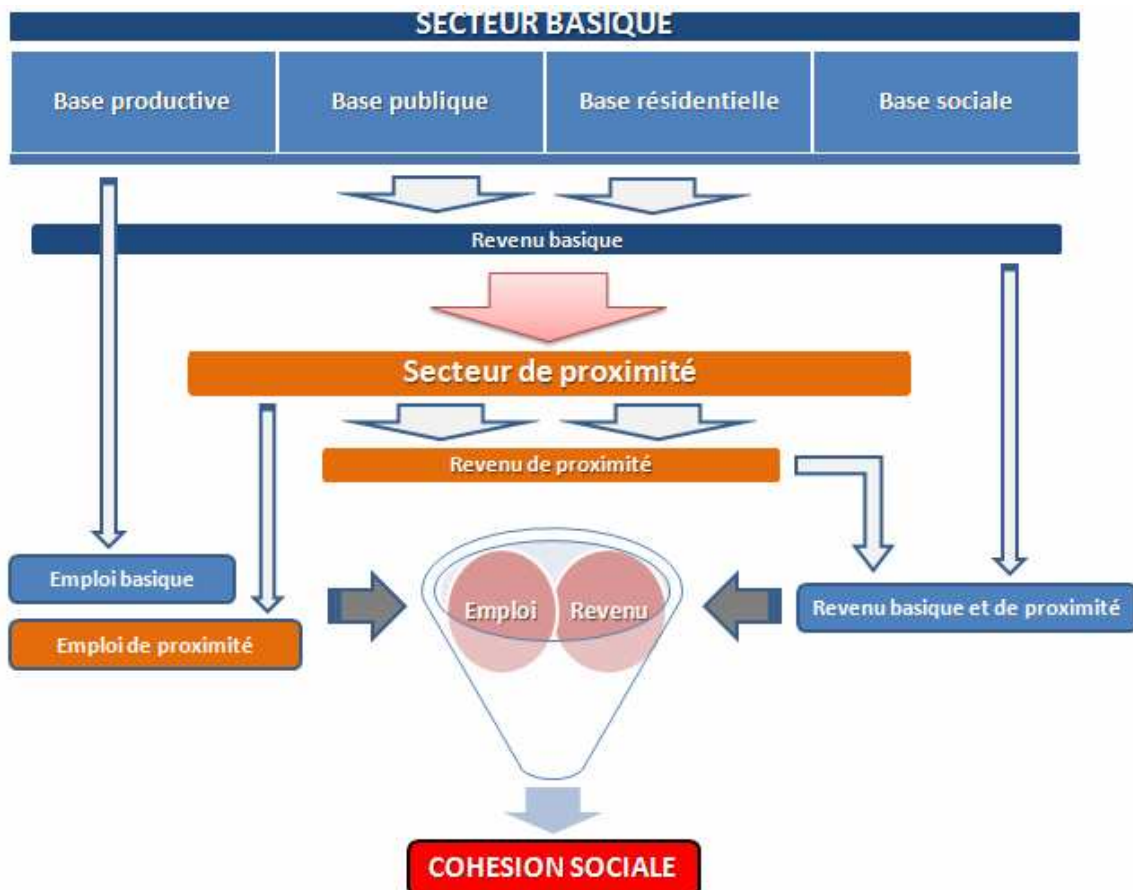 SECTEUR BASIQUE
Base productive
Base publique
Base résidentielle
Base sociale
Revenu basique
Secteur de proximité
Revenu de proximité
Emploi basique
Emploi de proximité
Emploi
Revenu
Revenu basique et de proximité
COHESION SOCIALE